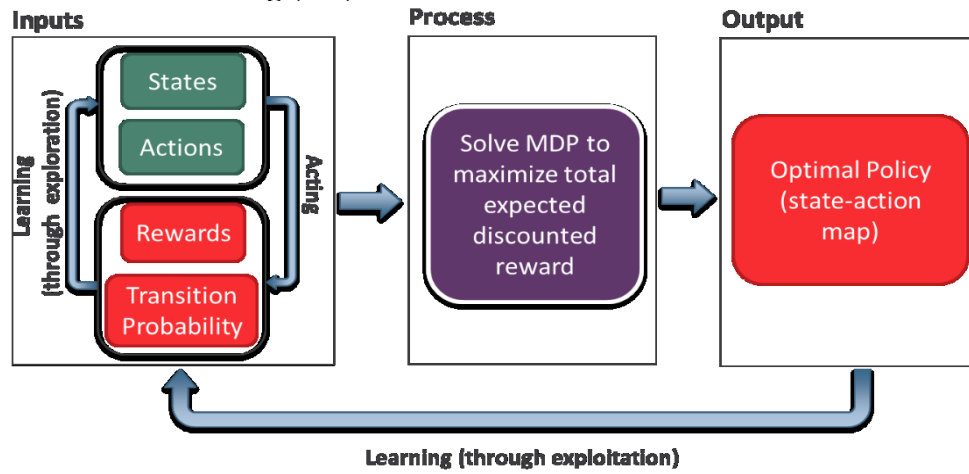 Inputs
Process
Output
Learning
(through exploration)
States
Actions
Rewards
Transition
Probability
Acting
Solve MDP to
maximize total
expected
discounted
reward
Optimal Policy
(state-action
map)
Learning (through exploitation)